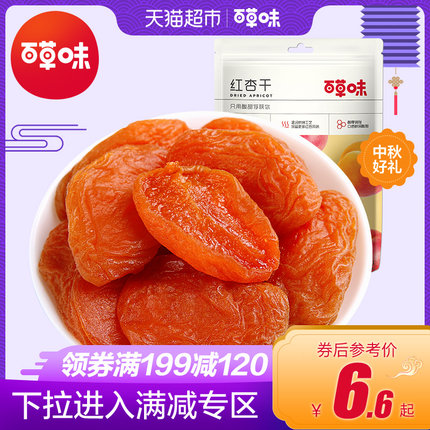 天猫超市 百草味
百草味
红杏干
DRIED APRICOT
百草味
中秋
好礼
领券满199减120
下拉进入满减专区
券后参考价
¥6.6起